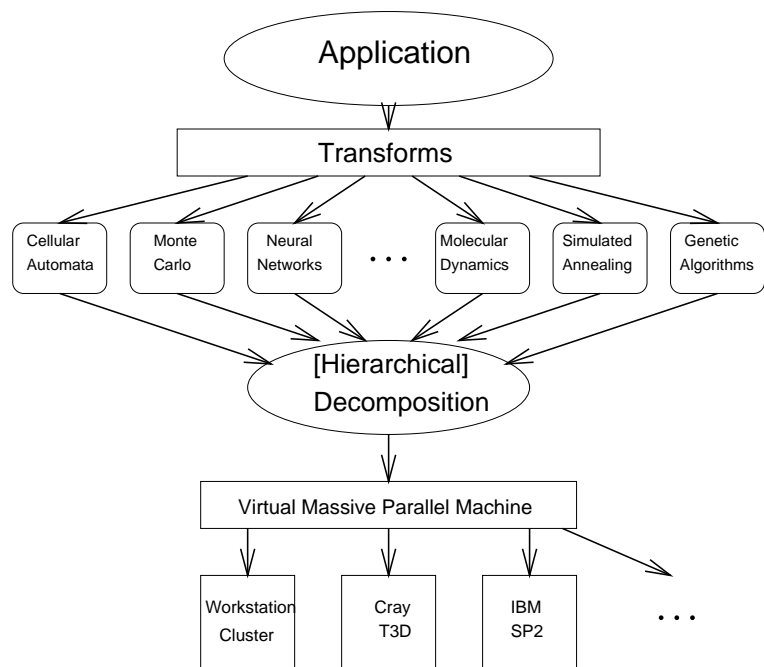 Application
Transforms
Cellular
Automata
Monte
Carlo
Neural
Networks
...
Molecular
Dynamics
Simulated
Annealing
Genetic
Algorithms
[Hierarchical]
Decomposition
Virtual Massive Parallel Machine
Workstation
Cluster
Cray
T3D
IBM
SP2
...